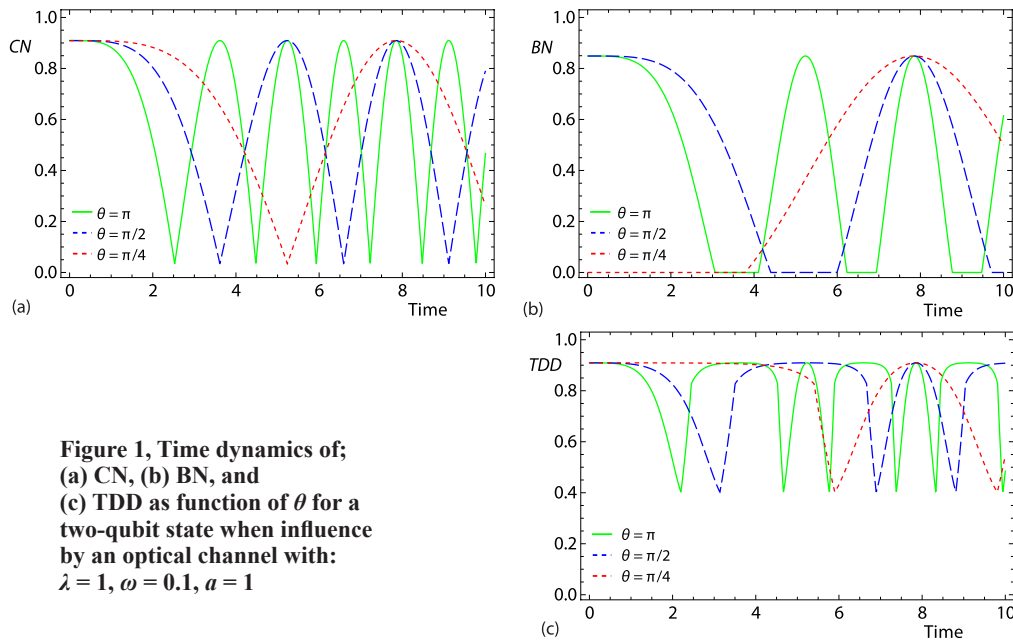 1.0
CN
0.8
0.6
0.4
0.2
0.0
θ = π
θ = π/2
θ = π/4
0 2 4 6 8 10
(a) Time
1.0
BN
0.8
0.6
0.4
0.2
0.0
θ = π
θ = π/2
θ = π/4
0 2 4 6 8 10
(b) Time
1.0
TDD
0.8
0.6
0.4
0.2
0.0
θ = π
θ = π/2
θ = π/4
0 2 4 6 8 10
(c) Time
Figure 1, Time dynamics of;
(a) CN, (b) BN, and
(c) TDD as function of θ for a
two-qubit state when influence
by an optical channel with:
λ = 1, ω = 0.1, a = 1